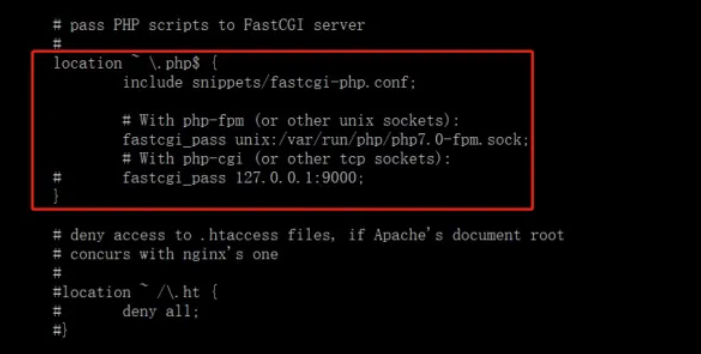 # pass PHP scripts to FastCGI server
#
location ~ \.php$ {
include snippets/fastcgi-php.conf;
# With php-fpm (or other unix sockets):
fastcgi_pass unix:/var/run/php/php7.0-fpm.sock;
# With php-cgi (or other tcp sockets):
# fastcgi_pass 127.0.0.1:9000;
}
# deny access to .htaccess files, if Apache's document root
# concurs with nginx's one
#
#location ~ /\.ht {
# deny all;
#}